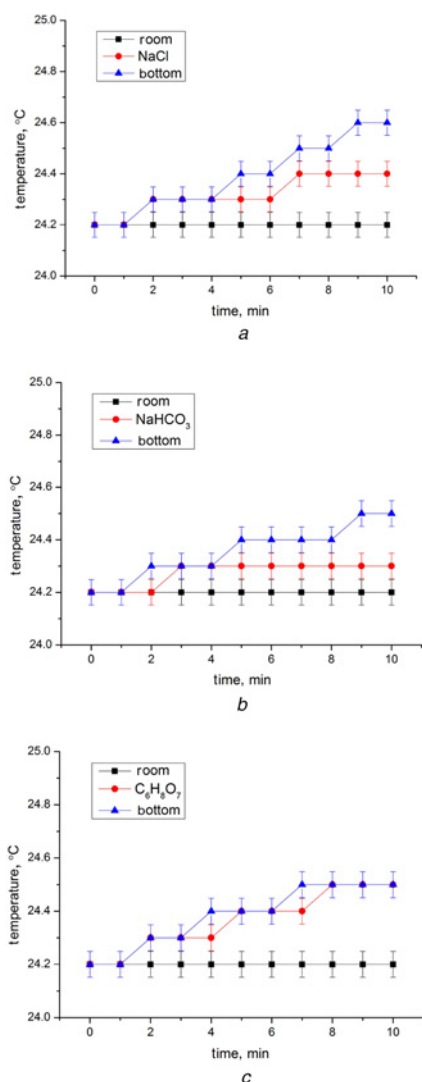 25.0
24.8
24.6
24.4
24.2
24.0
temperature, °C
room
NaCl
bottom
0 2 4 6 8 10
time, min
a
25.0
24.8
24.6
24.4
24.2
24.0
temperature, °C
room
NaHCO₃
bottom
0 2 4 6 8 10
time, min
b
25.0
24.8
24.6
24.4
24.2
24.0
temperature, °C
room
C₆H₈O₇
bottom
0 2 4 6 8 10
time, min
c